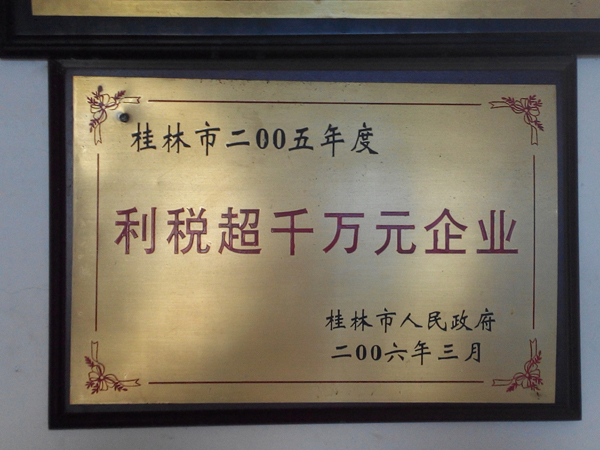 桂林市二00五年度
利税超千万元企业
桂林市人民政府
二00六年三月